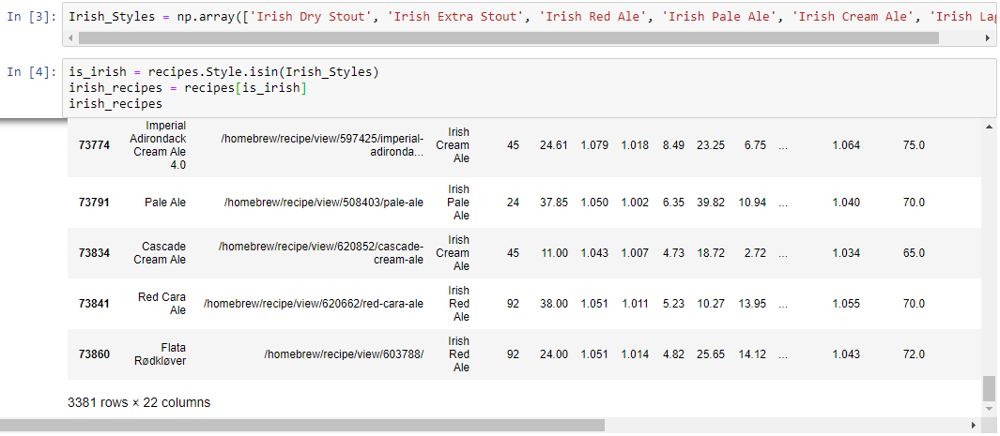 In [3]: Irish_Styles = np.array(['Irish Dry Stout', 'Irish Extra Stout', 'Irish Red Ale', 'Irish Pale Ale', 'Irish Cream Ale', 'Irish Lag
In [4]: is_irish = recipes.Style.isin(Irish_Styles)
irish_recipes = recipes[is_irish]
irish_recipes
73774 Imperial Adirondack Cream Ale 4.0 /homebrew/recipe/view/597425/imperial-adironda... Irish Cream Ale 45 24.61 1.079 1.018 8.49 23.25 6.75 ... 1.064 75.0
73791 Pale Ale /homebrew/recipe/view/508403/pale-ale Irish Pale Ale 24 37.85 1.050 1.002 6.35 39.82 10.94 ... 1.040 70.0
73834 Cascade Cream Ale /homebrew/recipe/view/620852/cascade-cream-ale Irish Cream Ale 45 11.00 1.043 1.007 4.73 18.72 2.72 ... 1.034 65.0
73841 Red Cara Ale /homebrew/recipe/view/620662/red-cara-ale Irish Red Ale 92 38.00 1.051 1.011 5.23 10.27 13.95 ... 1.055 70.0
73860 Flata Rødkløver /homebrew/recipe/view/603788/ Irish Red Ale 92 24.00 1.051 1.014 4.82 25.65 14.12 ... 1.043 72.0
3381 rows × 22 columns